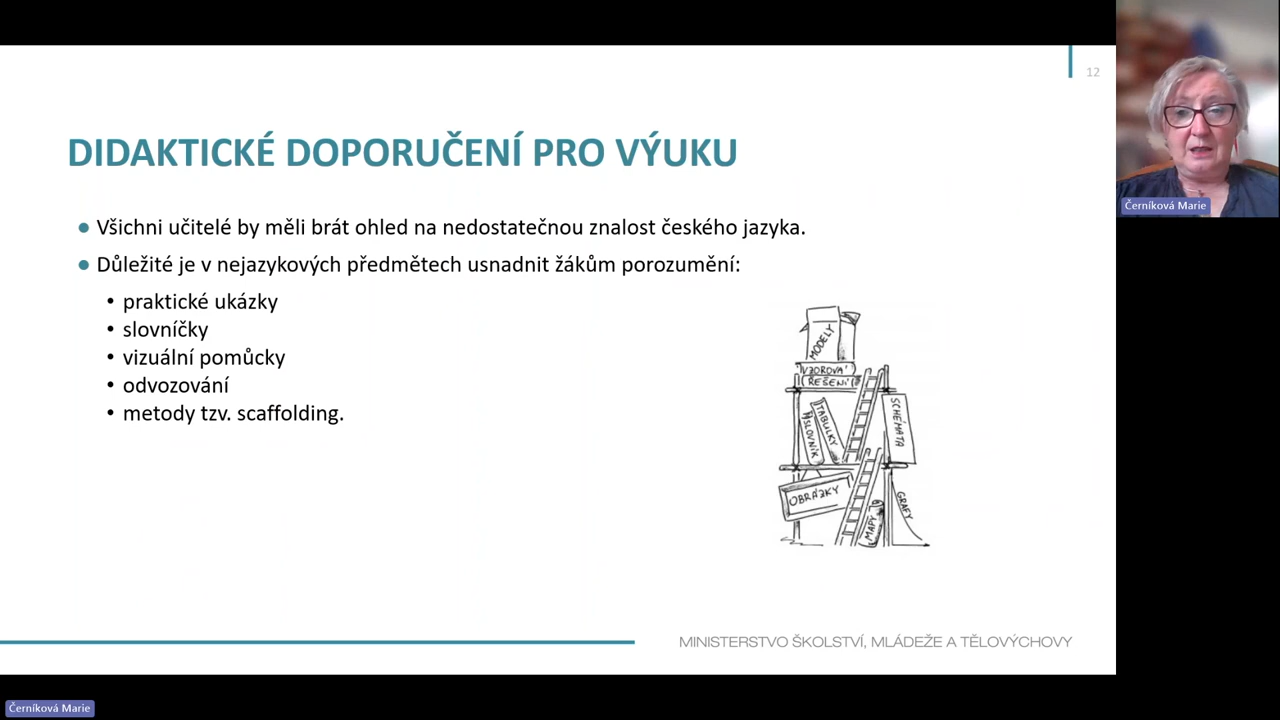 12
DIDAKTICKÉ DOPORUČENÍ PRO VÝUKU
● Všichni učitelé by měli brát ohled na nedostatečnou znalost českého jazyka.
● Důležité je v nejazykových předmětech usnadnit žákům porozumění:
• praktické ukázky
• slovníčky
• vizuální pomůcky
• odvozování
• metody tzv. scaffolding.
MODELY
VZOROVÁ
ŘEŠENÍ
TABULKY
SLOVNÍK
SCHÉMATA
OBRÁZKY
MAPY
GRAFY
MINISTERSTVO ŠKOLSTVÍ, MLÁDEŽE A TĚLOVÝCHOVY
Černíková Marie
Černíková Marie